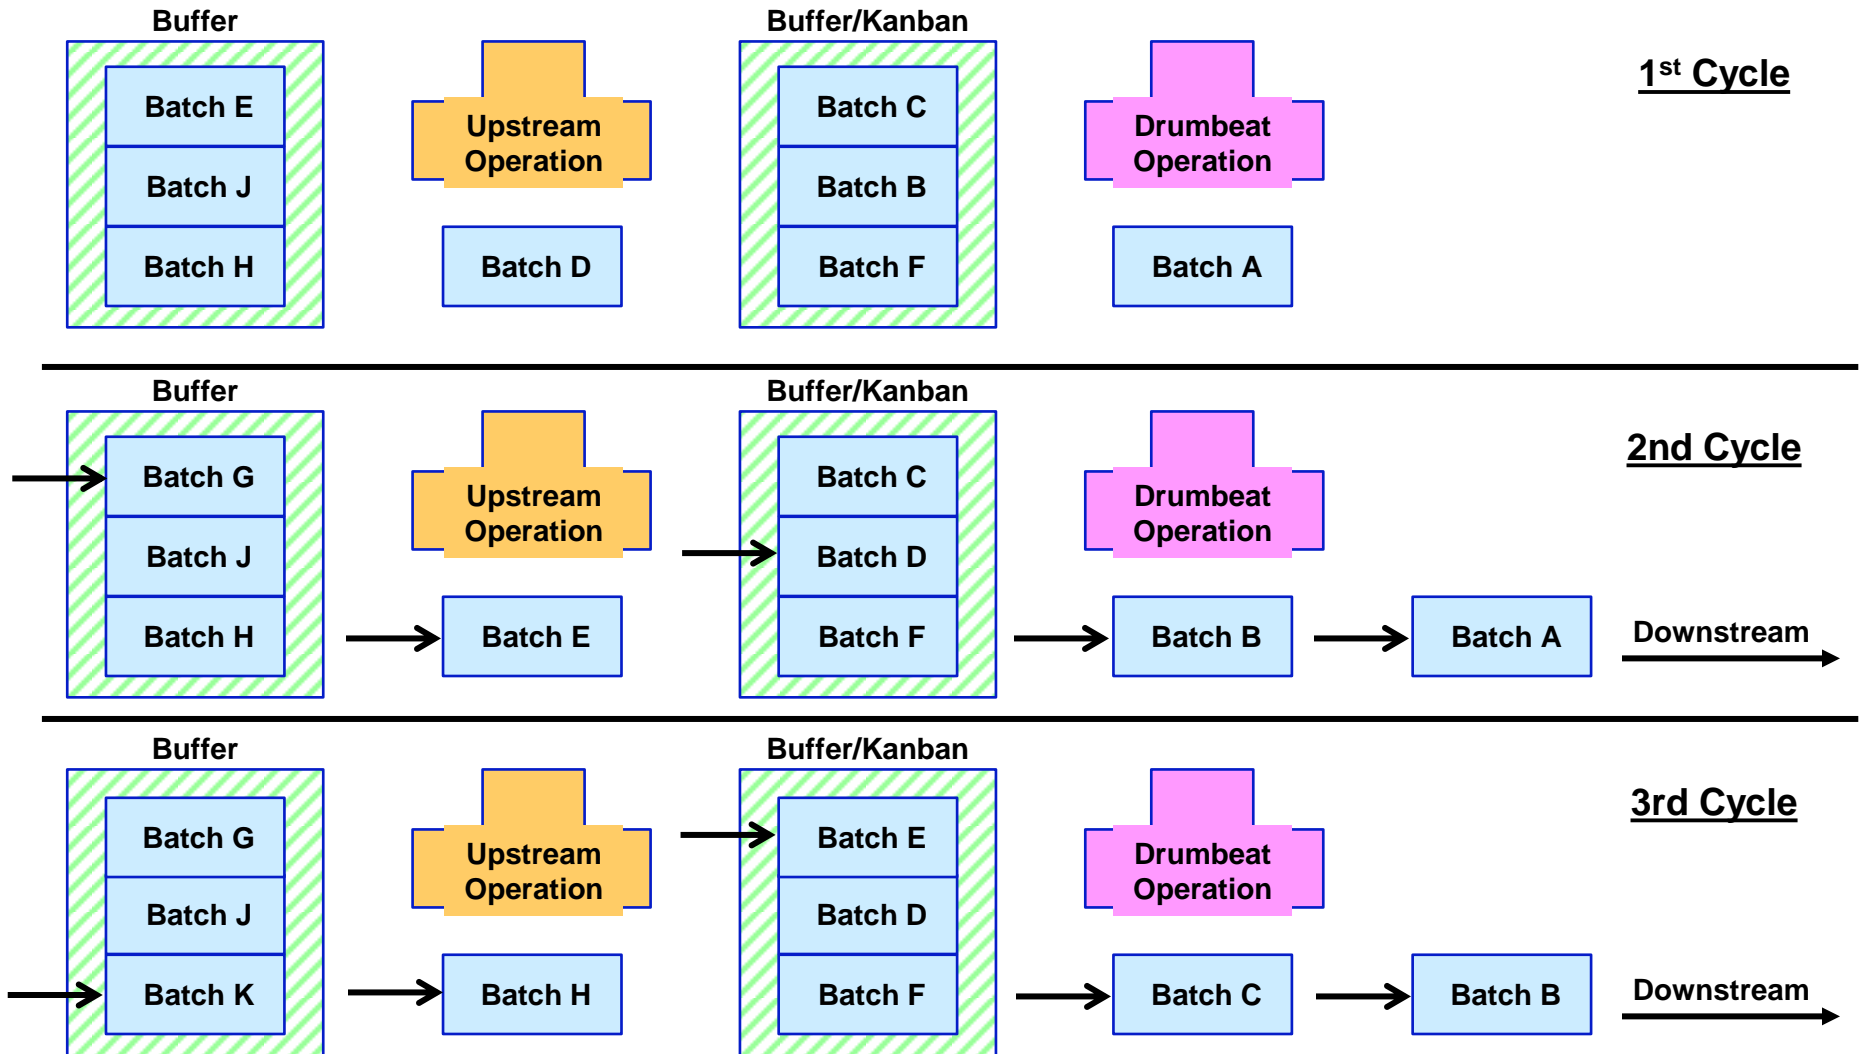 Buffer
Buffer/Kanban
1st Cycle
Batch E
Batch J
Batch H
Upstream
Operation
Batch D
Batch C
Batch B
Batch F
Drumbeat
Operation
Batch A
Buffer
Buffer/Kanban
2nd Cycle
Batch G
Batch J
Batch H
Upstream
Operation
Batch E
Batch C
Batch D
Batch F
Drumbeat
Operation
Batch B
Batch A
Downstream
Buffer
Buffer/Kanban
3rd Cycle
Batch G
Batch J
Batch K
Upstream
Operation
Batch H
Batch E
Batch D
Batch F
Drumbeat
Operation
Batch C
Batch B
Downstream